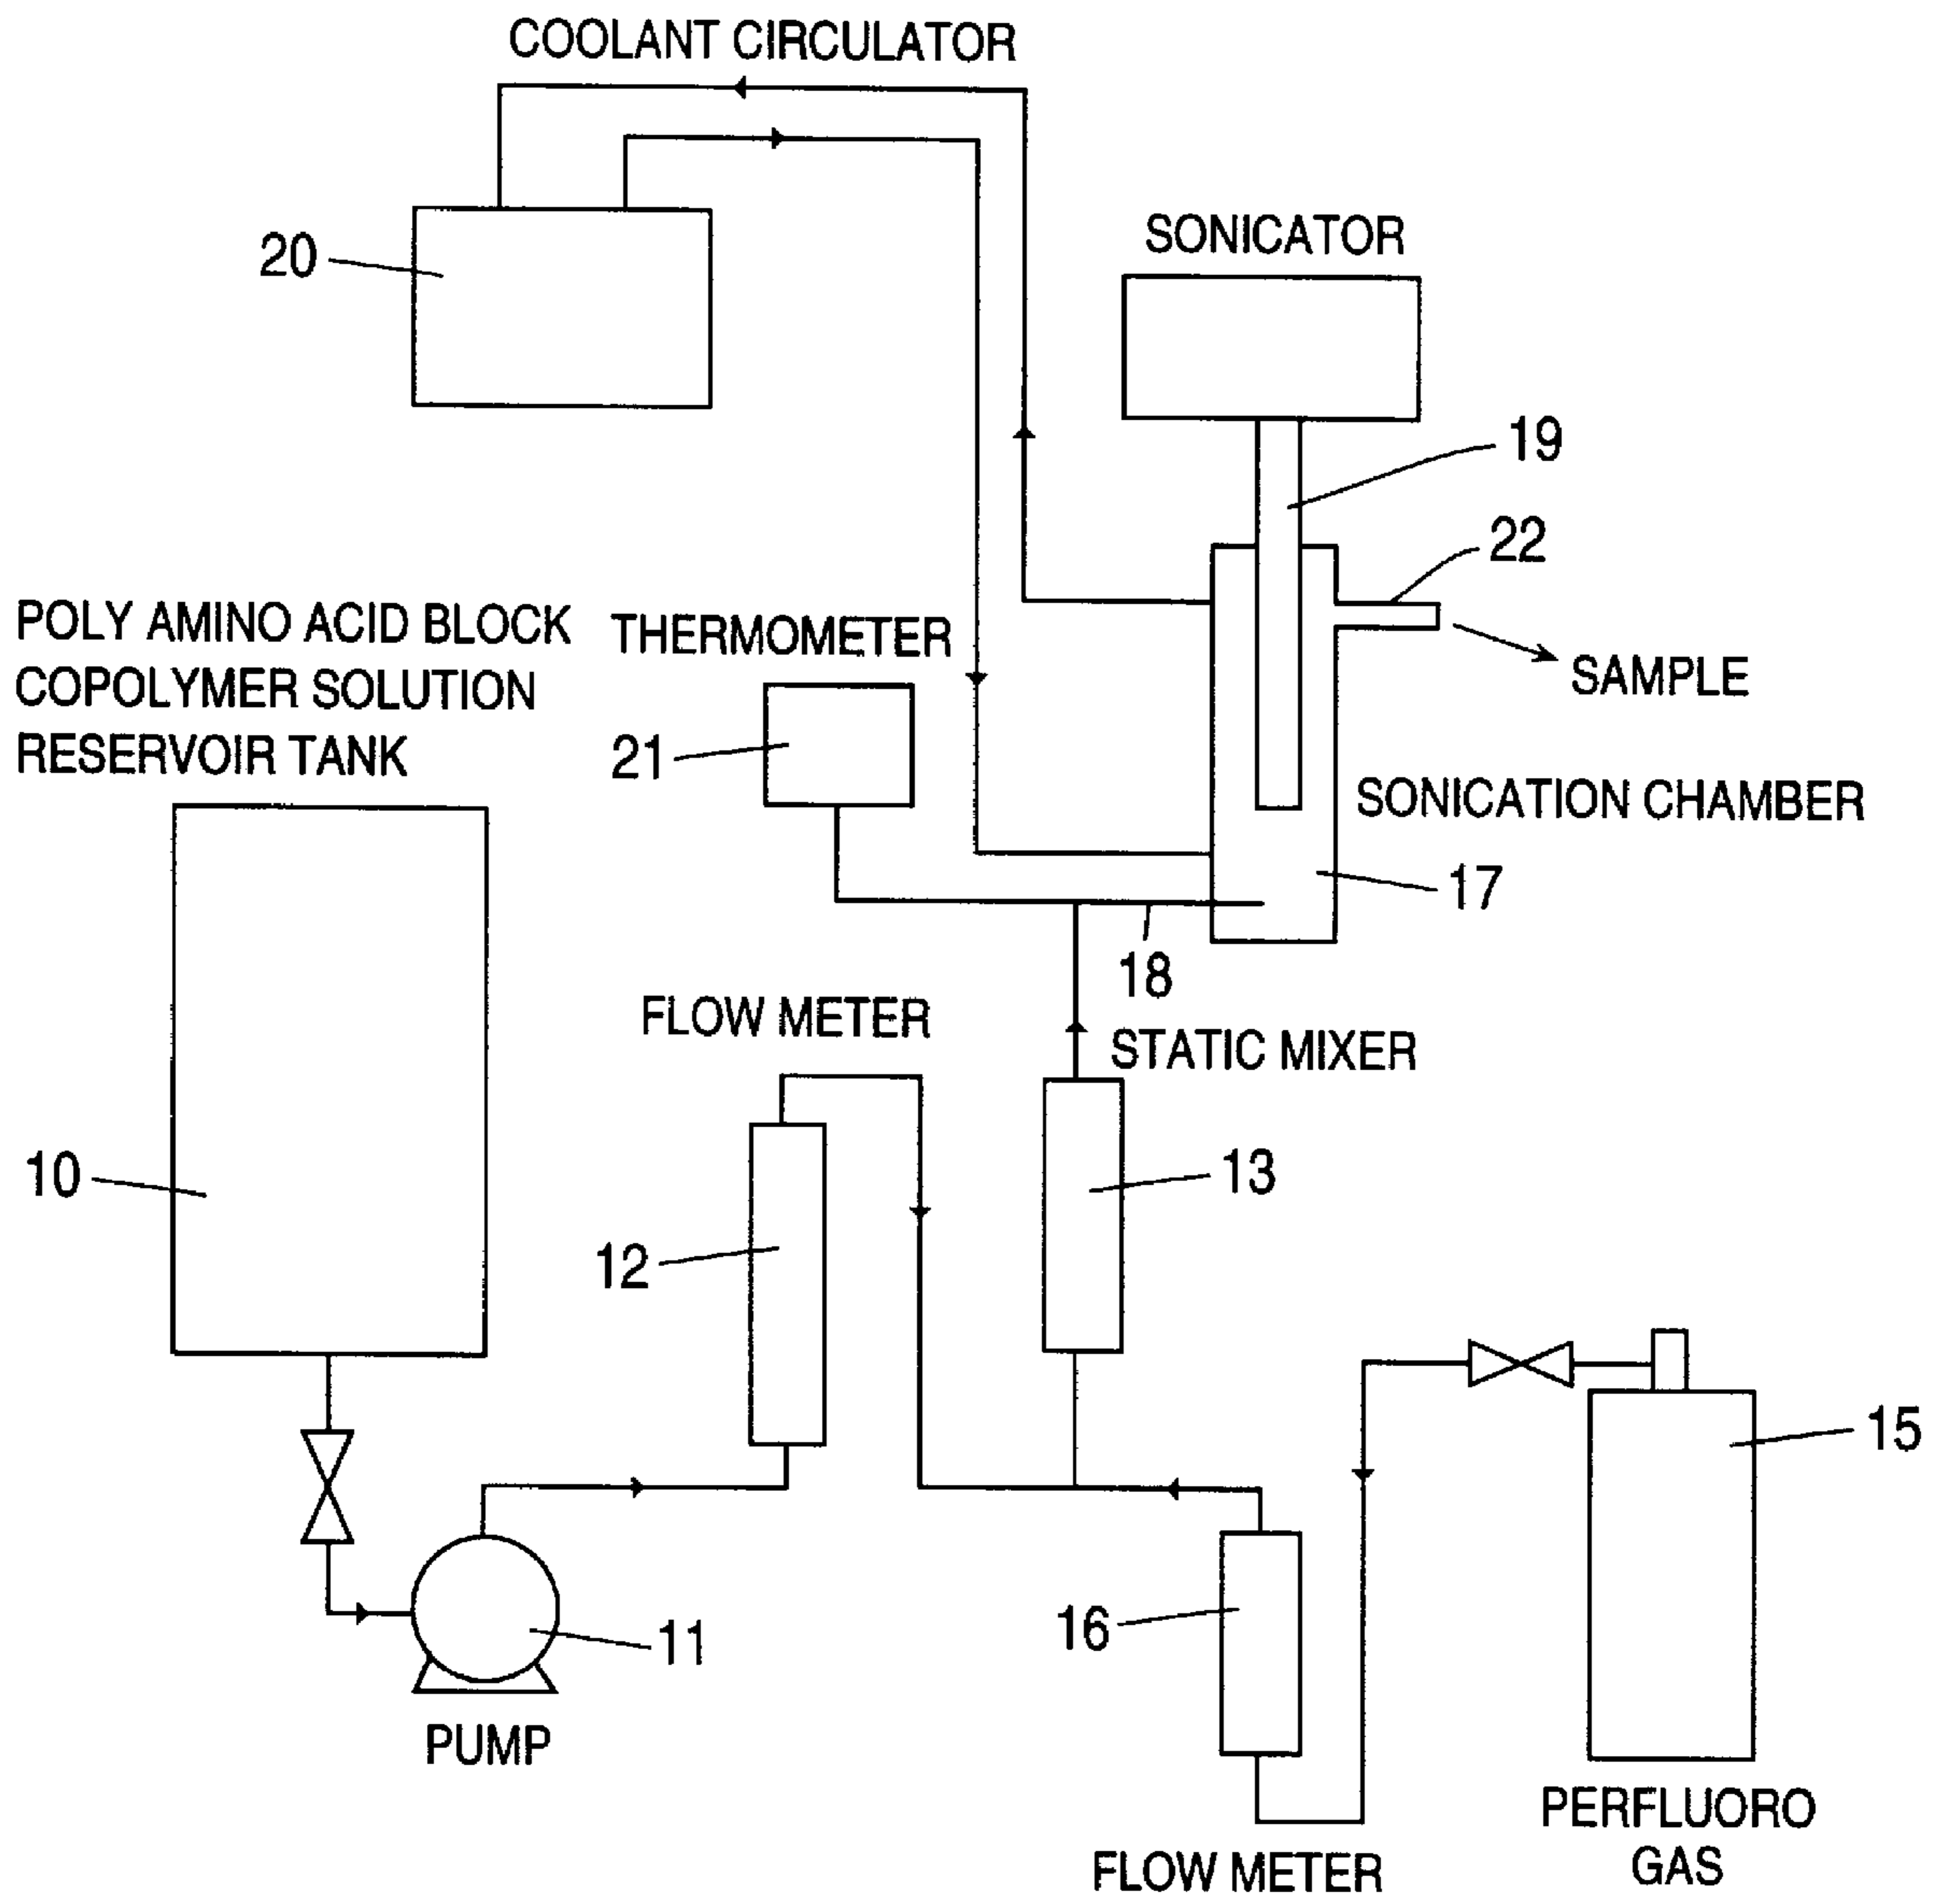 COOLANT CIRCULATOR
SONICATOR
20
19
22
POLY AMINO ACID BLOCK
COPOLYMER SOLUTION
RESERVOIR TANK
THERMOMETER
SAMPLE
21
SONICATION CHAMBER
17
18
FLOW METER
STATIC MIXER
10
13
12
15
16
11
PUMP
PERFLUORO
GAS
FLOW METER